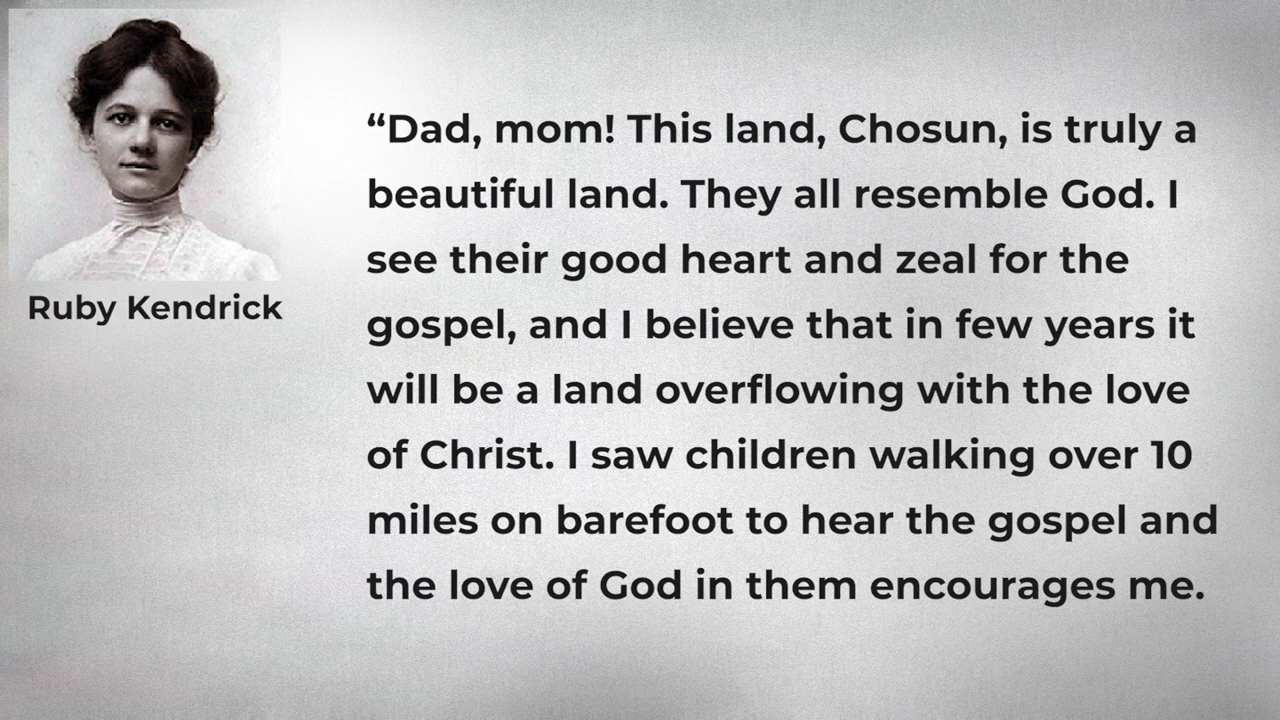 Ruby Kendrick
“Dad, mom! This land, Chosun, is truly a
beautiful land. They all resemble God. I
see their good heart and zeal for the
gospel, and I believe that in few years it
will be a land overflowing with the love
of Christ. I saw children walking over 10
miles on barefoot to hear the gospel and
the love of God in them encourages me.